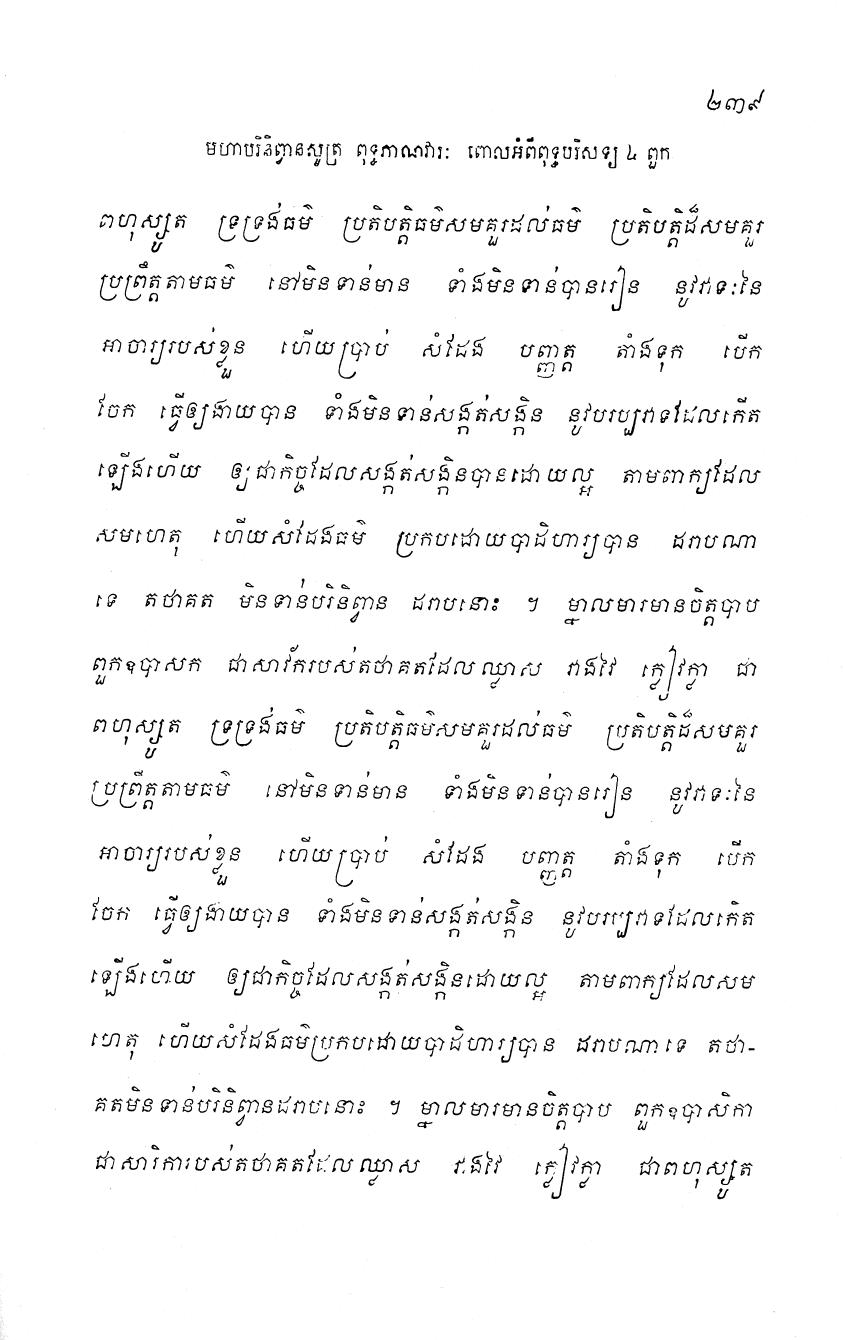 ២៣៩
មហាបរិនិព្វានសូត្រ ពុទ្ធភាណវារៈ ពោលអំពីពុទ្ធបរិសទ្យ ៤ ពួក
ពហុស្សូត ទ្រទ្រង់ធម៌ ប្រតិបត្តិធម៌សមគួរដល់ធម៌ ប្រតិបត្តិដ៏សមគួរ
ប្រព្រឹត្តតាមធម៌ នៅមិនទាន់មាន ទាំងមិនទាន់បានរៀន នូវវាទៈនៃ
អាចារ្យរបស់ខ្លួន ហើយប្រាប់ សំដែង បញ្ញត្ត តាំងទុក បើក
ចែក ធ្វើឲ្យងាយបាន ទាំងមិនទាន់សង្កត់សង្កិន នូវបរប្បវាទដែលកើត
ឡើងហើយ ឲ្យជាកិច្ចដែលសង្កត់សង្កិនបានដោយល្អ តាមពាក្យដែល
សមហេតុ ហើយសំដែងធម៌ ប្រកបដោយបាដិហារ្យបាន ដរាបណា
ទេ តថាគត មិនទាន់បរិនិព្វាន ដរាបនោះ ។ ម្នាលមារមានចិត្តបាប
ពួកឧបាសក ជាសាវ័ករបស់តថាគតដែលឈ្លាស វាងវៃ ក្លៀវក្លា ជា
ពហុស្សូត ទ្រទ្រង់ធម៌ ប្រតិបត្តិធម៌សមគួរដល់ធម៌ ប្រតិបត្តិដ៏សមគួរ
ប្រព្រឹត្តតាមធម៌ នៅមិនទាន់មាន ទាំងមិនទាន់បានរៀន នូវវាទៈនៃ
អាចារ្យរបស់ខ្លួន ហើយប្រាប់ សំដែង បញ្ញត្ត តាំងទុក បើក
ចែក ធ្វើឲ្យងាយបាន ទាំងមិនទាន់សង្កត់សង្កិន នូវបរប្បវាទដែលកើត
ឡើងហើយ ឲ្យជាកិច្ចដែលសង្កត់សង្កិនដោយល្អ តាមពាក្យដែលសម
ហេតុ ហើយសំដែងធម៌ប្រកបដោយបាដិហារ្យបាន ដរាបណាទេ តថា-
គតមិនទាន់បរិនិព្វានដរាបនោះ ។ ម្នាលមារមានចិត្តបាប ពួកឧបាសិកា
ជាសាវិការបស់តថាគតដែលឈ្លាស វាងវៃ ក្លៀវក្លា ជាពហុស្សូត